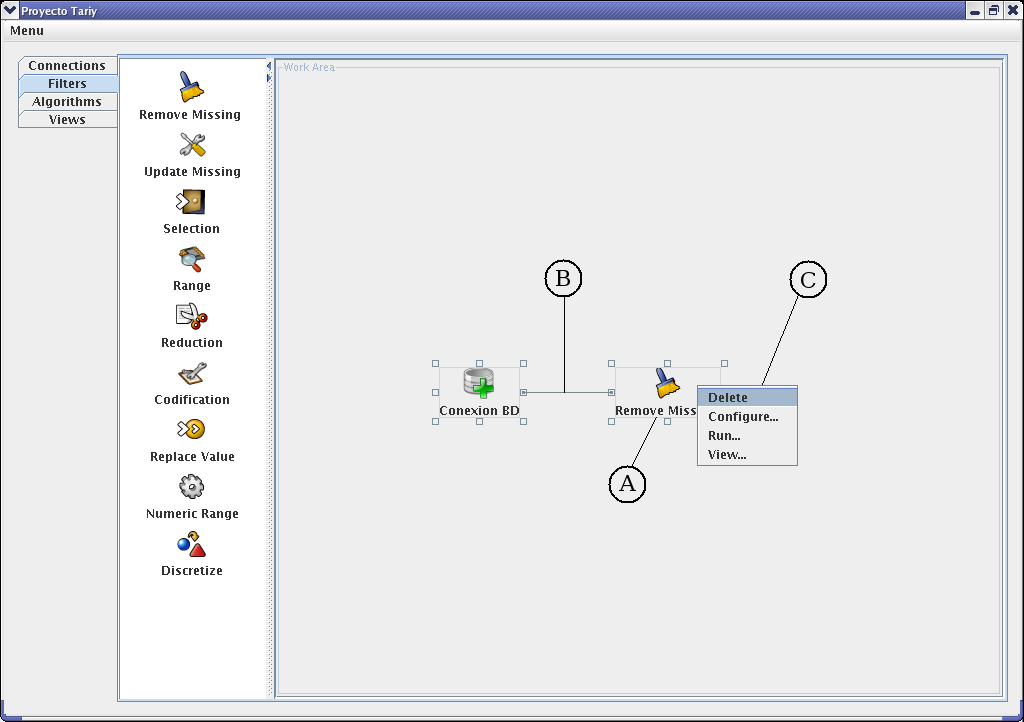 Proyecto Tariy
Menu
Connections
Filters
Algorithms
Views
Remove Missing
Update Missing
Selection
Range
Reduction
Codification
Replace Value
Numeric Range
Discretize
Work Area
B
C
Conexion BD
Remove Miss
Delete
Configure...
Run...
View...
A